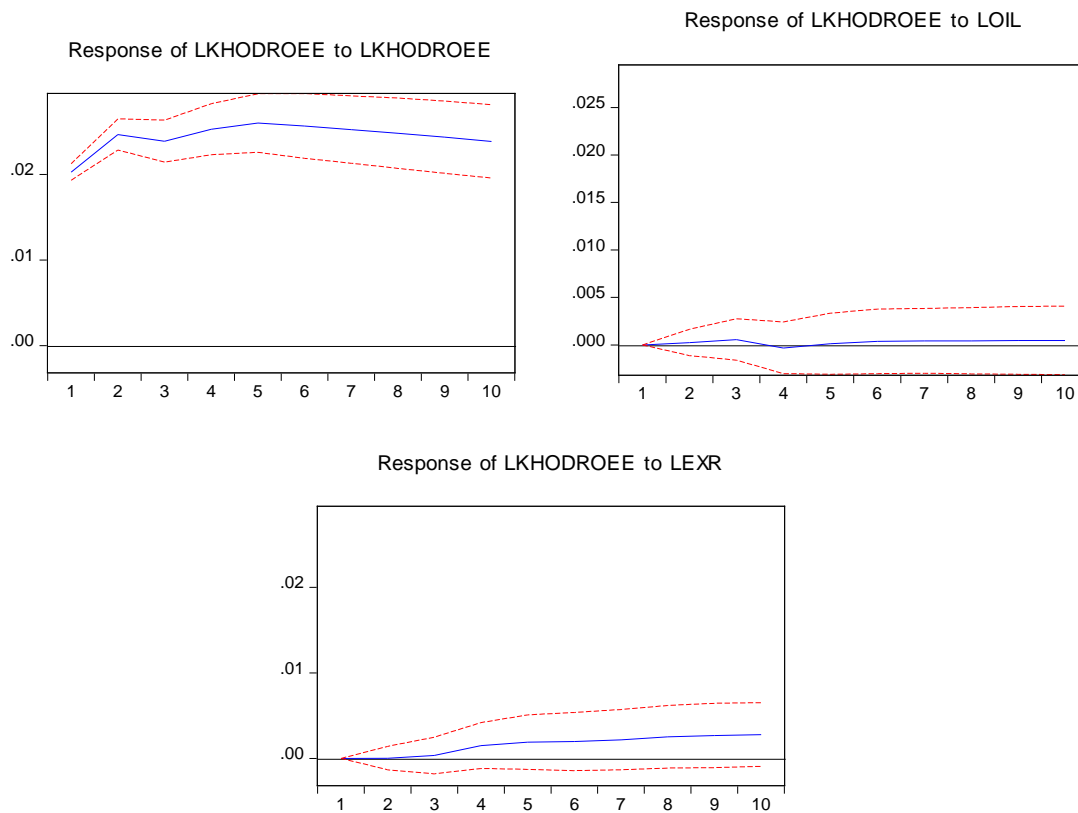 Response of LKHODROEE to LKHODROEE
.02
.01
.00
1 2 3 4 5 6 7 8 9 10
Response of LKHODROEE to LOIL
.025
.020
.015
.010
.005
.000
1 2 3 4 5 6 7 8 9 10
Response of LKHODROEE to LEXR
.02
.01
.00
1 2 3 4 5 6 7 8 9 10